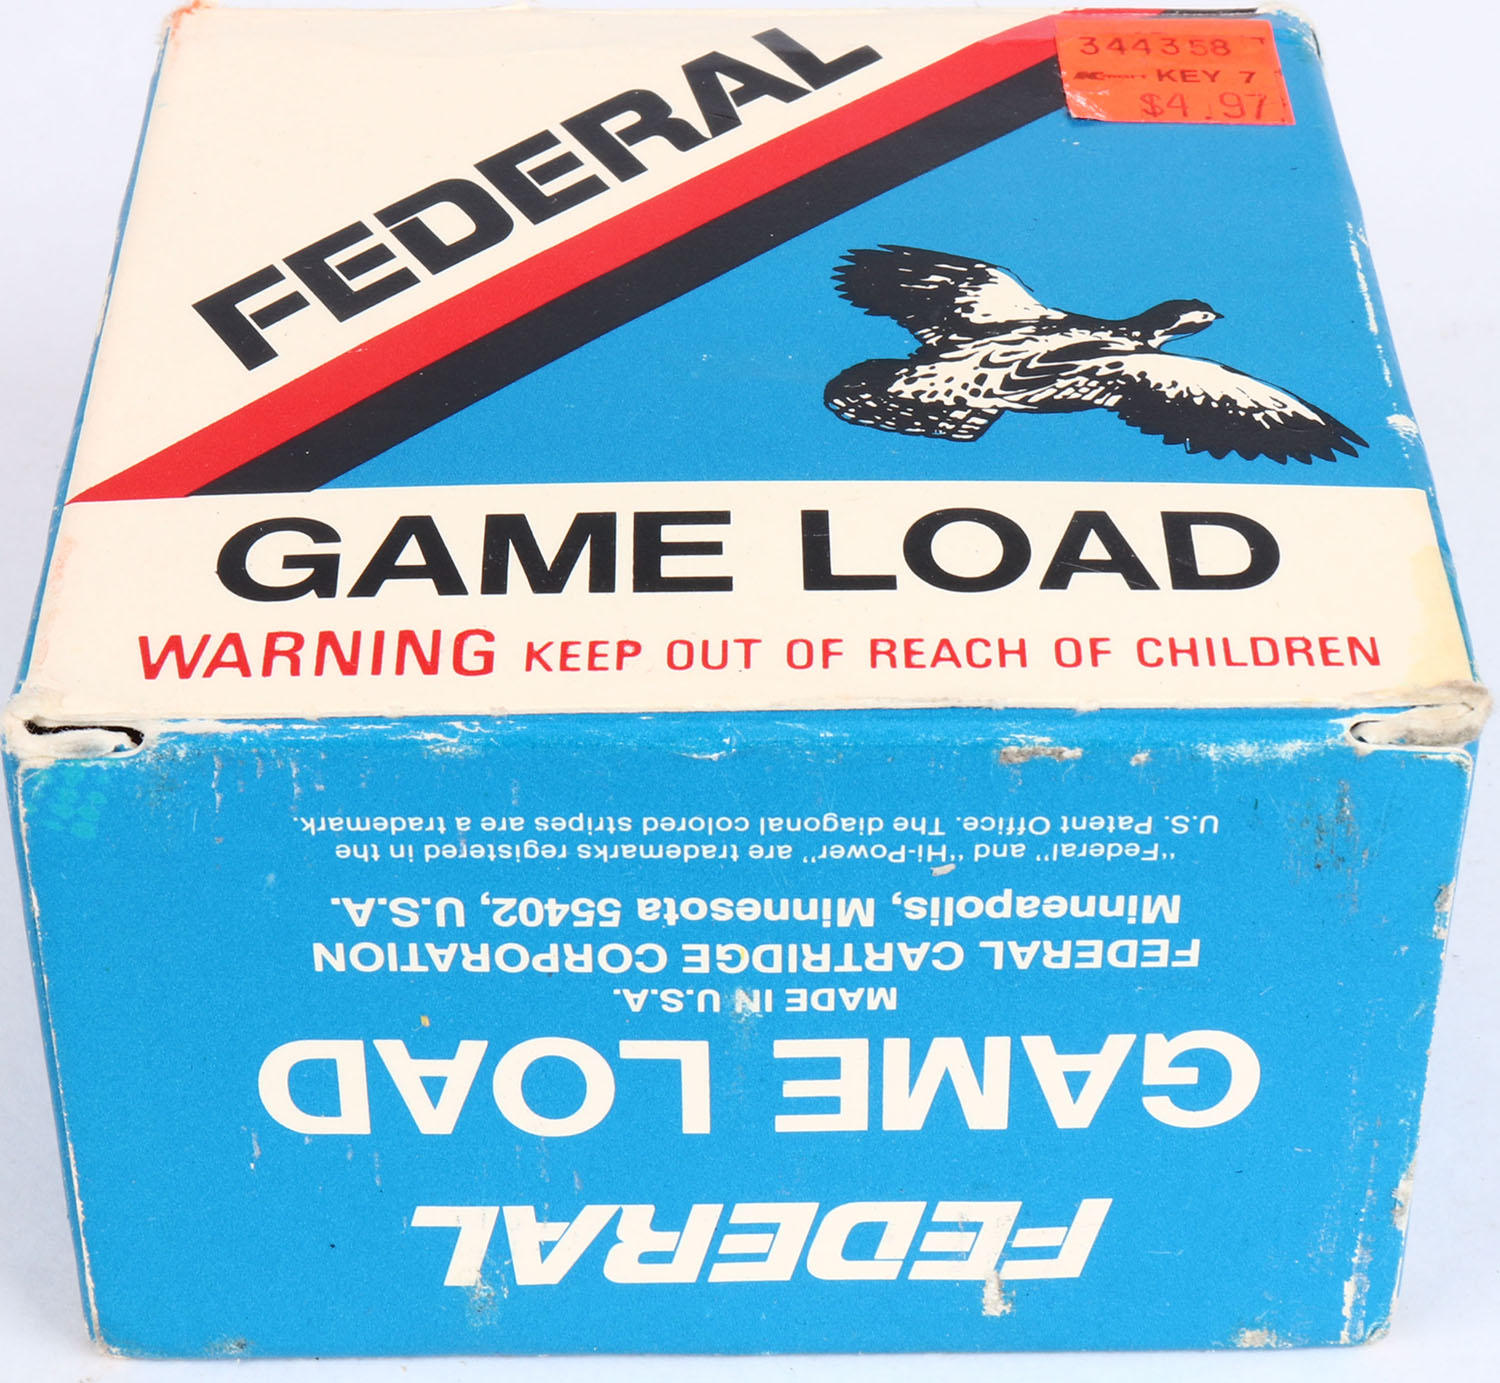 344358
Kmart KEY 7
$4.97
FEDERAL
GAME LOAD
WARNING KEEP OUT OF REACH OF CHILDREN
FEDERAL
GAME LOAD
MADE IN U.S.A.
FEDERAL CARTRIDGE CORPORATION
Minneapolis, Minnesota 55402, U.S.A.
"Federal" and "Hi-Power" are trademarks registered in the
U.S. Patent Office. The diagonal colored stripes are a trademark.